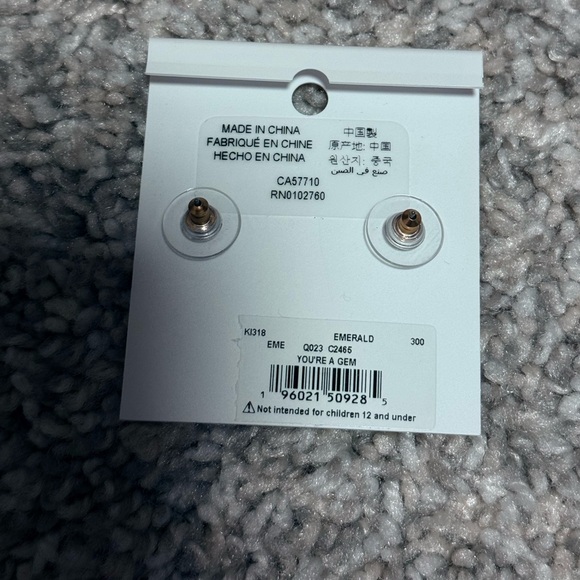 MADE IN CHINA
FABRIQUÉ EN CHINE
HECHO EN CHINA
中国製
原产地: 中国
원산지: 중국
صنع في الصين
CA57710
RN0102760
KI318 EMERALD 300
EME Q023 C2465
YOU'RE A GEM
1 96021 50928 5
⚠ Not intended for children 12 and under